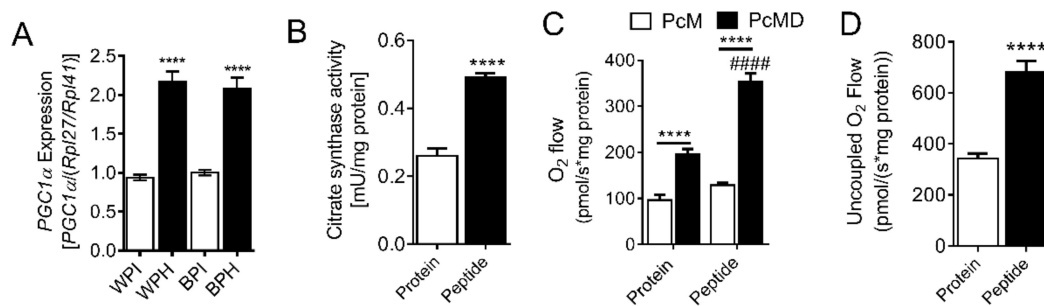 A
PGC1α Expression
[PGC1α/(Rpl27/Rpl41)]
2.5
2.0
1.5
1.0
0.5
0.0
****
****
WPI
WPH
BPI
BPH
B
Citrate synthase activity
[mU/mg protein]
0.6
0.4
0.2
0.0
****
Protein
Peptide
C
PcM
PcMD
O2 flow
(pmol/s*mg protein)
400
300
200
100
0
****
****
####
Protein
Peptide
D
Uncoupled O2 Flow
(pmol/(s*mg protein))
800
600
400
200
0
****
Protein
Peptide